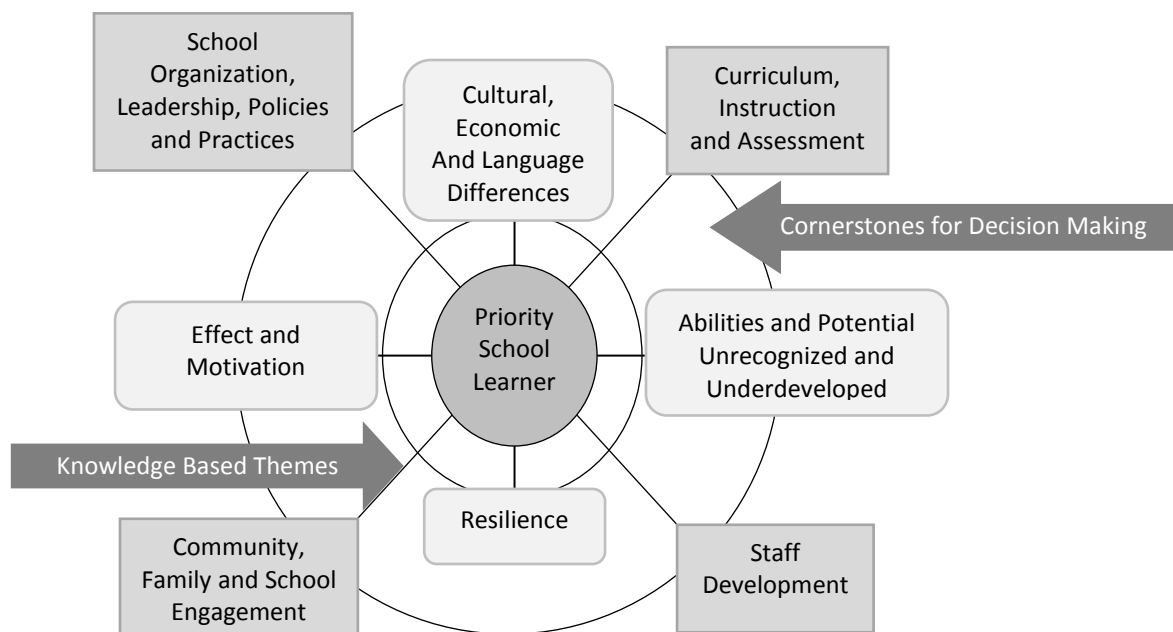 School
Organization,
Leadership, Policies
and Practices
Cultural,
Economic
And Language
Differences
Curriculum,
Instruction
and Assessment
Cornerstones for Decision Making
Effect and
Motivation
Priority
School
Learner
Abilities and Potential
Unrecognized and
Underdeveloped
Knowledge Based Themes
Resilience
Community,
Family and School
Engagement
Staff
Development